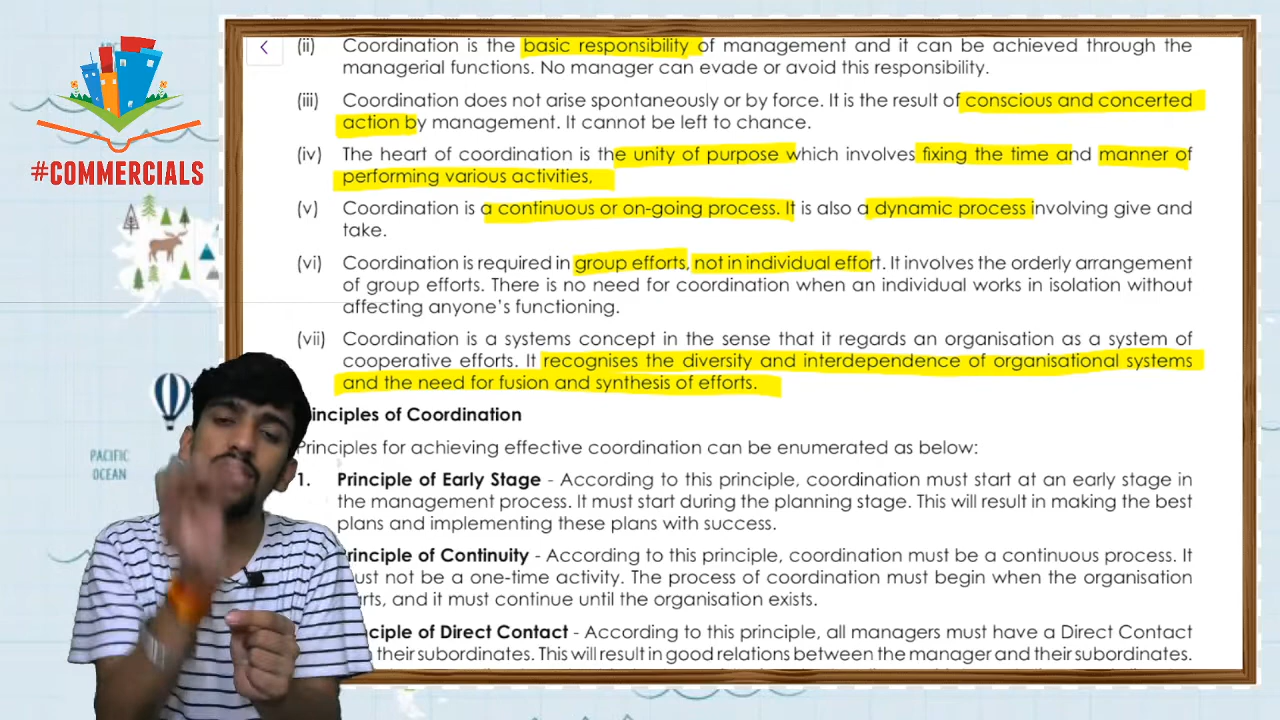 (ii) Coordination is the basic responsibility of management and it can be achieved through the
managerial functions. No manager can evade or avoid this responsibility.
(iii) Coordination does not arise spontaneously or by force. It is the result of conscious and concerted
action by management. It cannot be left to chance.
(iv) The heart of coordination is the unity of purpose which involves fixing the time and manner of
performing various activities,
(v) Coordination is a continuous or on-going process. It is also a dynamic process involving give and
take.
(vi) Coordination is required in group efforts, not in individual effort. It involves the orderly arrangement
of group efforts. There is no need for coordination when an individual works in isolation without
affecting anyone's functioning.
(vii) Coordination is a systems concept in the sense that it regards an organisation as a system of
cooperative efforts. It recognises the diversity and interdependence of organisational systems
and the need for fusion and synthesis of efforts.
inciples of Coordination
Principles for achieving effective coordination can be enumerated as below:
1. Principle of Early Stage - According to this principle, coordination must start at an early stage in
the management process. It must start during the planning stage. This will result in making the best
plans and implementing these plans with success.
Principle of Continuity - According to this principle, coordination must be a continuous process. It
ust not be a one-time activity. The process of coordination must begin when the organisation
arts, and it must continue until the organisation exists.
ciple of Direct Contact - According to this principle, all managers must have a Direct Contact
their subordinates. This will result in good relations between the manager and their subordinates.
#COMMERCIALS
PACIFIC
OCEAN